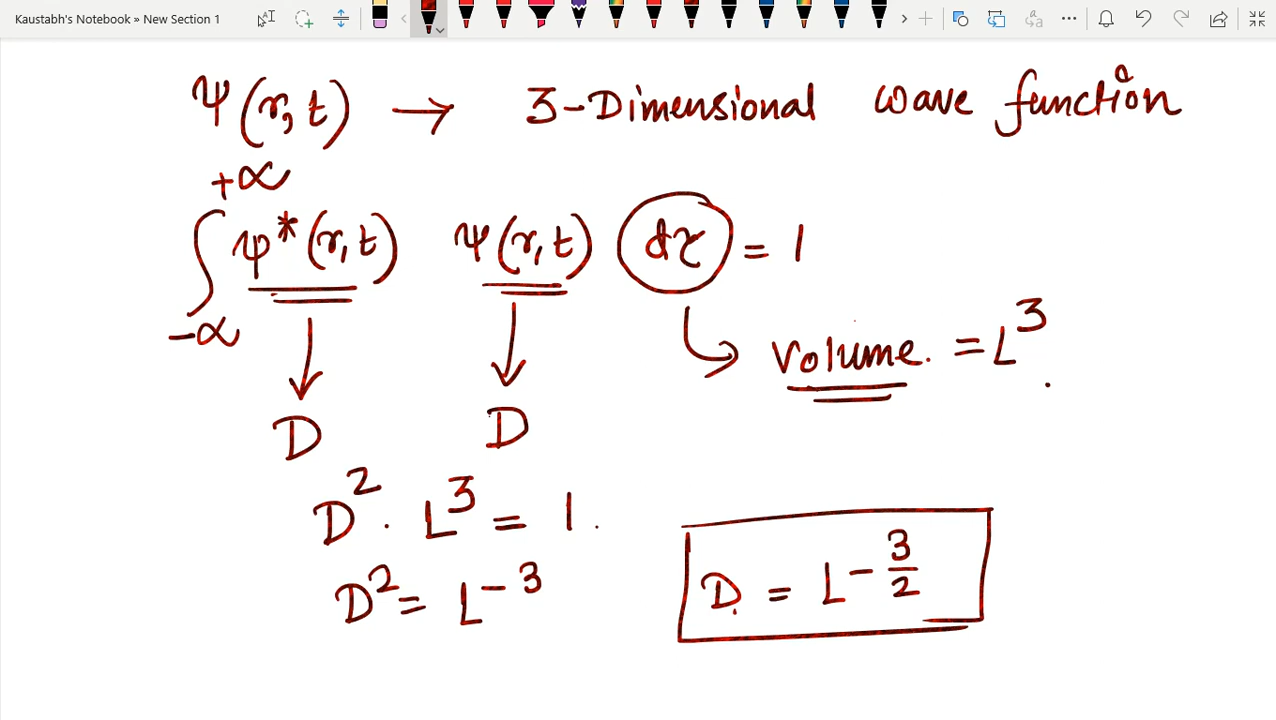 Kaustabh's Notebook » New Section 1
Ψ(r, t) → 3-Dimensional wave function
+∝
∫ ψ*(r, t) ψ(r, t) dτ = 1
-∝
volume. = L³
D D
D² . L³ = 1 .
D² = L⁻³
D = L^-3/2